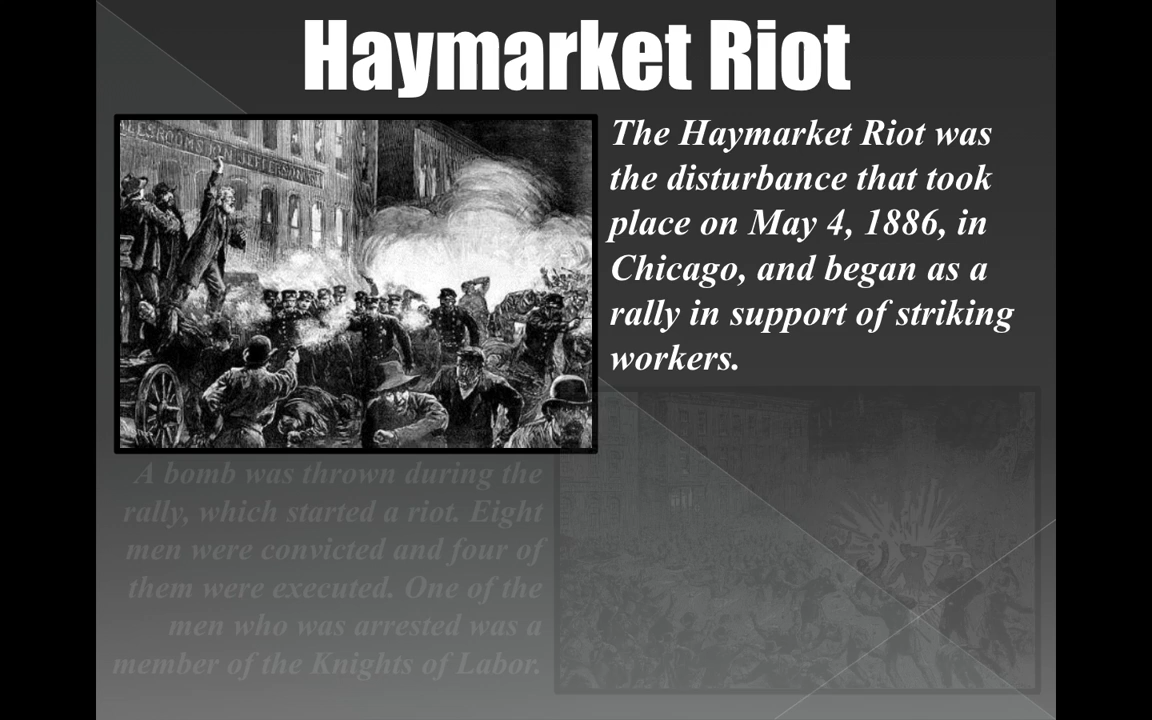 Haymarket Riot
The Haymarket Riot was
the disturbance that took
place on May 4, 1886, in
Chicago, and began as a
rally in support of striking
workers.
A bomb was thrown during the
rally, which started a riot. Eight
men were convicted and four of
them were executed. One of the
men who was arrested was a
member of the Knights of Labor.